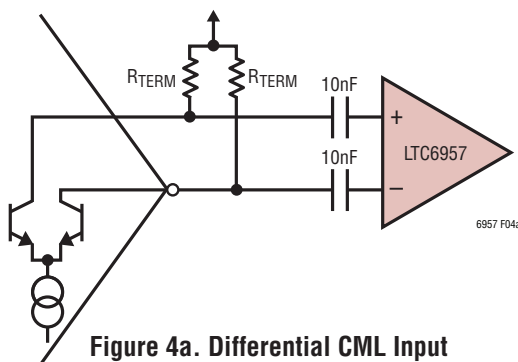 RTERM
RTERM
10nF
+
LTC6957
10nF
−
6957 F04a
Figure 4a. Differential CML Input